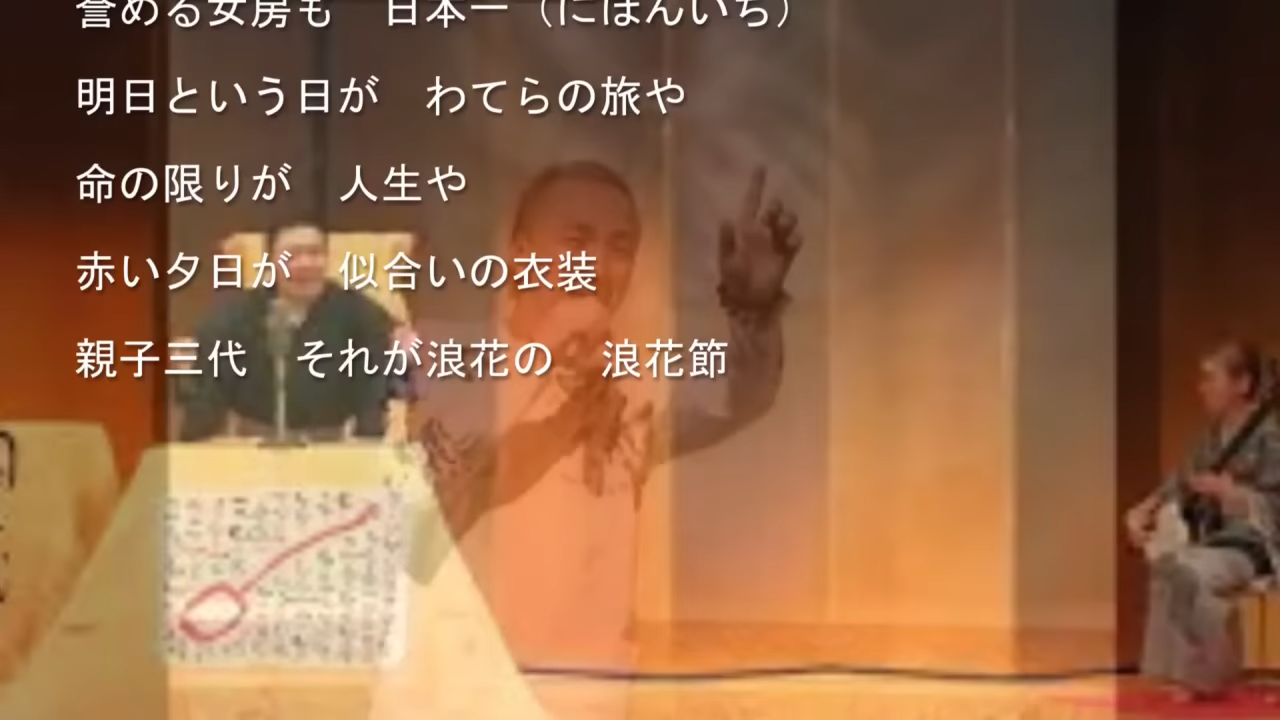 誉める女房も　日本一（にほんいち）
明日という日が　わてらの旅や
命の限りが　人生や
赤い夕日が　似合いの衣装
親子三代　それが浪花の　浪花節